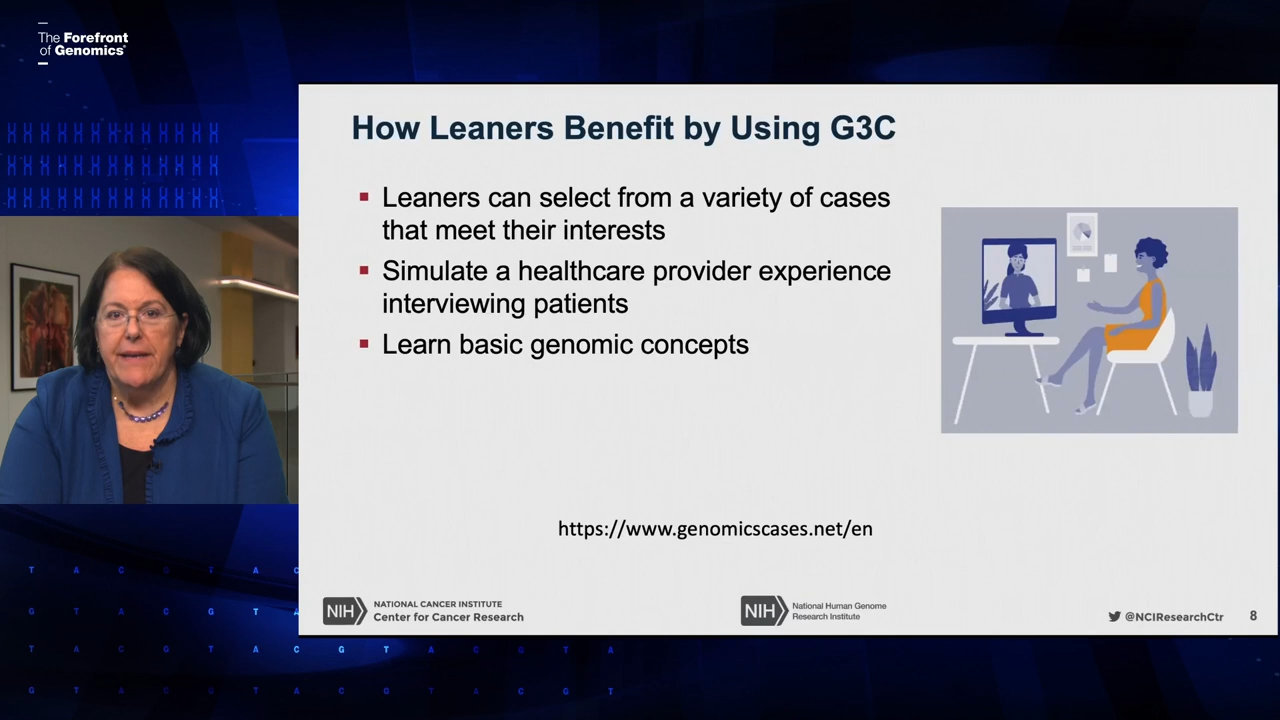 The Forefront
of Genomics®
How Leaners Benefit by Using G3C
▪ Leaners can select from a variety of cases
that meet their interests
▪ Simulate a healthcare provider experience
interviewing patients
▪ Learn basic genomic concepts
https://www.genomicscases.net/en
NIH NATIONAL CANCER INSTITUTE
Center for Cancer Research
NIH National Human Genome
Research Institute
@NCIResearchCtr 8
T A C G T A C
G T A C G T A
T A C G T A C G T A C G T A
G T A C G T A C G T A C G T